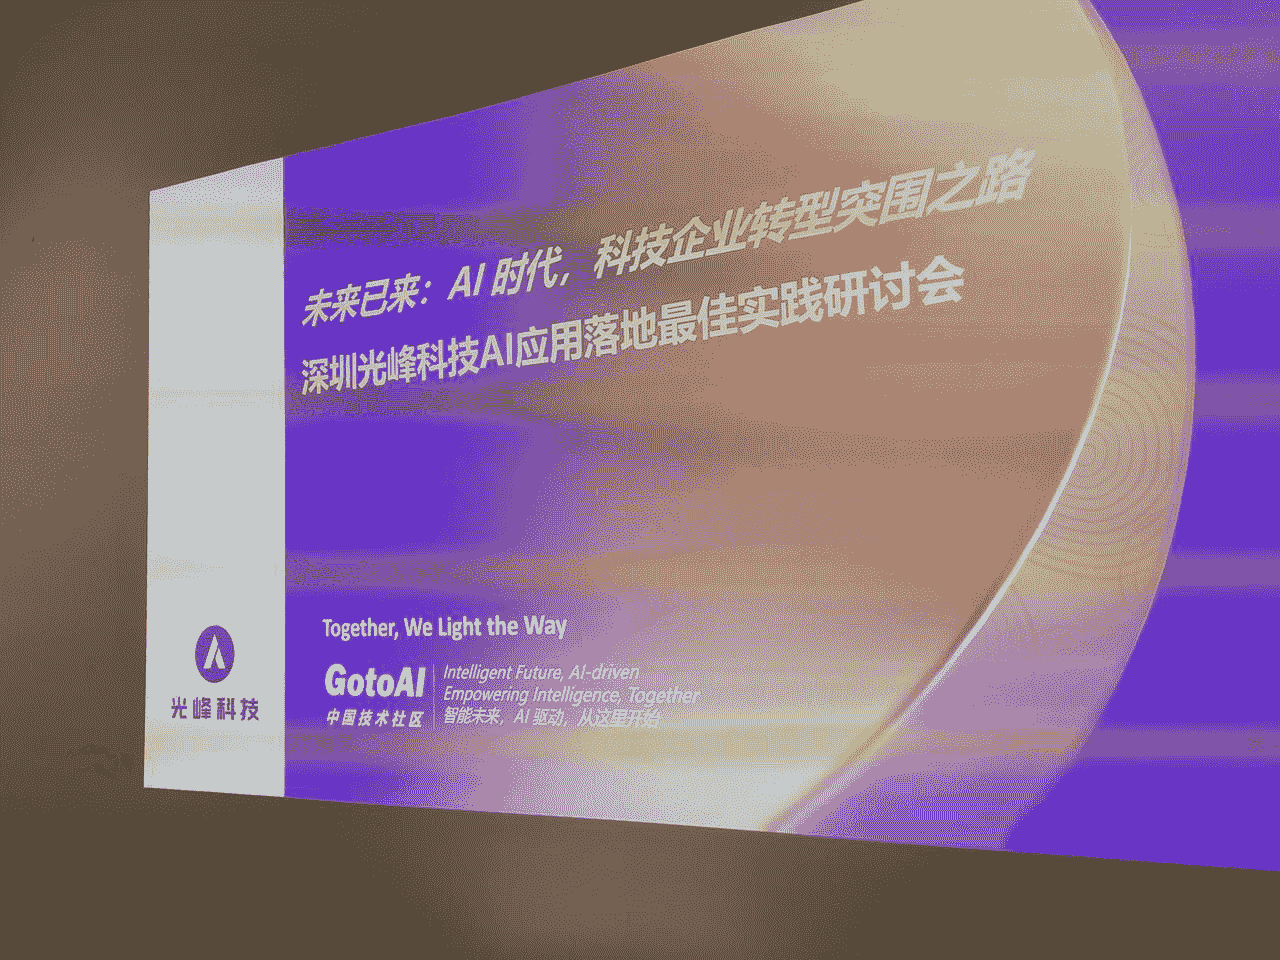 未来已来：AI 时代，科技企业转型突围之路
深圳光峰科技AI应用落地最佳实践研讨会
Together, We Light the Way
GotoAI
中国技术社区
Intelligent Future, AI-driven
Empowering Intelligence, Together
智能未来，AI 驱动，从这里开始
光峰科技